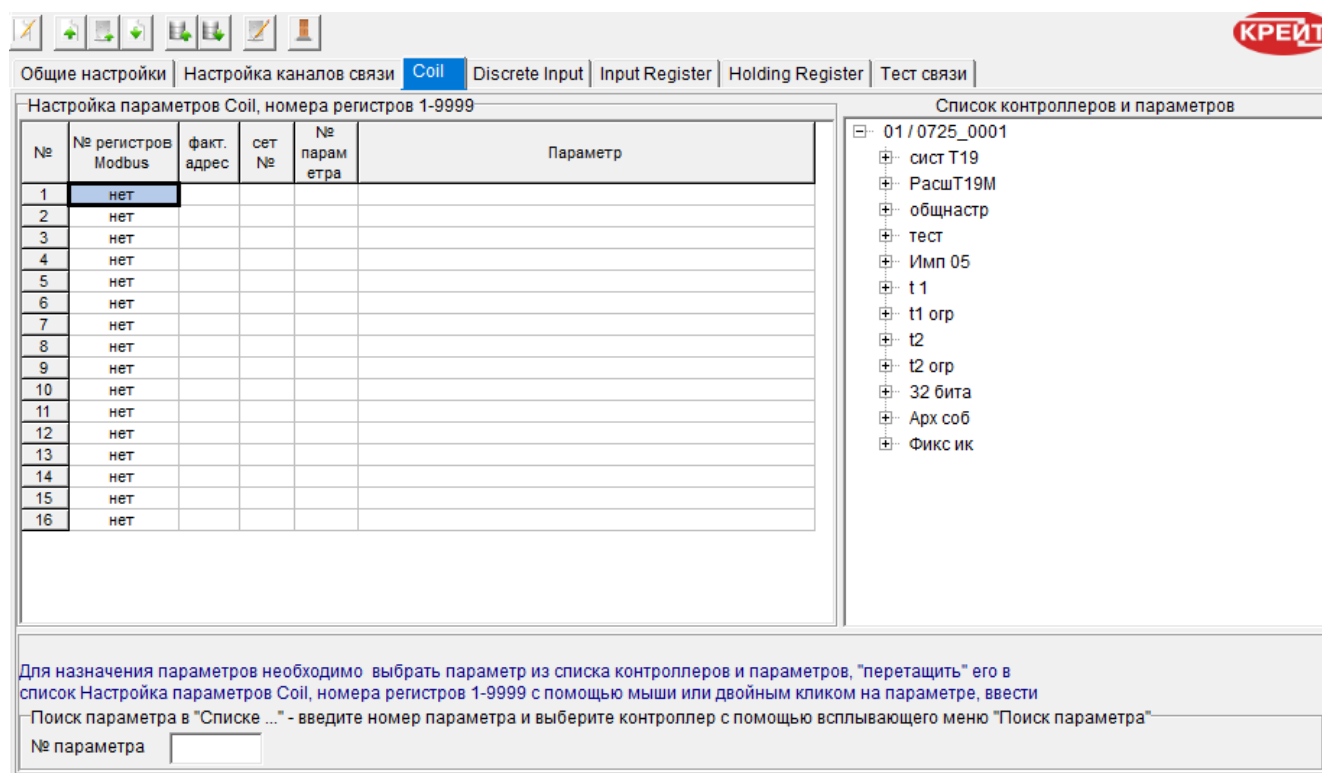 КРЕЙТ
Общие настройки Настройка каналов связи Coil Discrete Input Input Register Holding Register Тест связи
Настройка параметров Coil, номера регистров 1-9999
№ № регистров Modbus факт. адрес сет № № парам етра Параметр
1 нет
2 нет
3 нет
4 нет
5 нет
6 нет
7 нет
8 нет
9 нет
10 нет
11 нет
12 нет
13 нет
14 нет
15 нет
16 нет
Список контроллеров и параметров
01 / 0725_0001
сист Т19
РасшТ19М
общнастр
тест
Имп 05
t 1
t1 огр
t2
t2 огр
32 бита
Арх соб
Фикс ик
Для назначения параметров необходимо выбрать параметр из списка контроллеров и параметров, "перетащить" его в
список Настройка параметров Coil, номера регистров 1-9999 с помощью мыши или двойным кликом на параметре, ввести
Поиск параметра в "Списке ..." - введите номер параметра и выберите контроллер с помощью всплывающего меню "Поиск параметра"
№ параметра